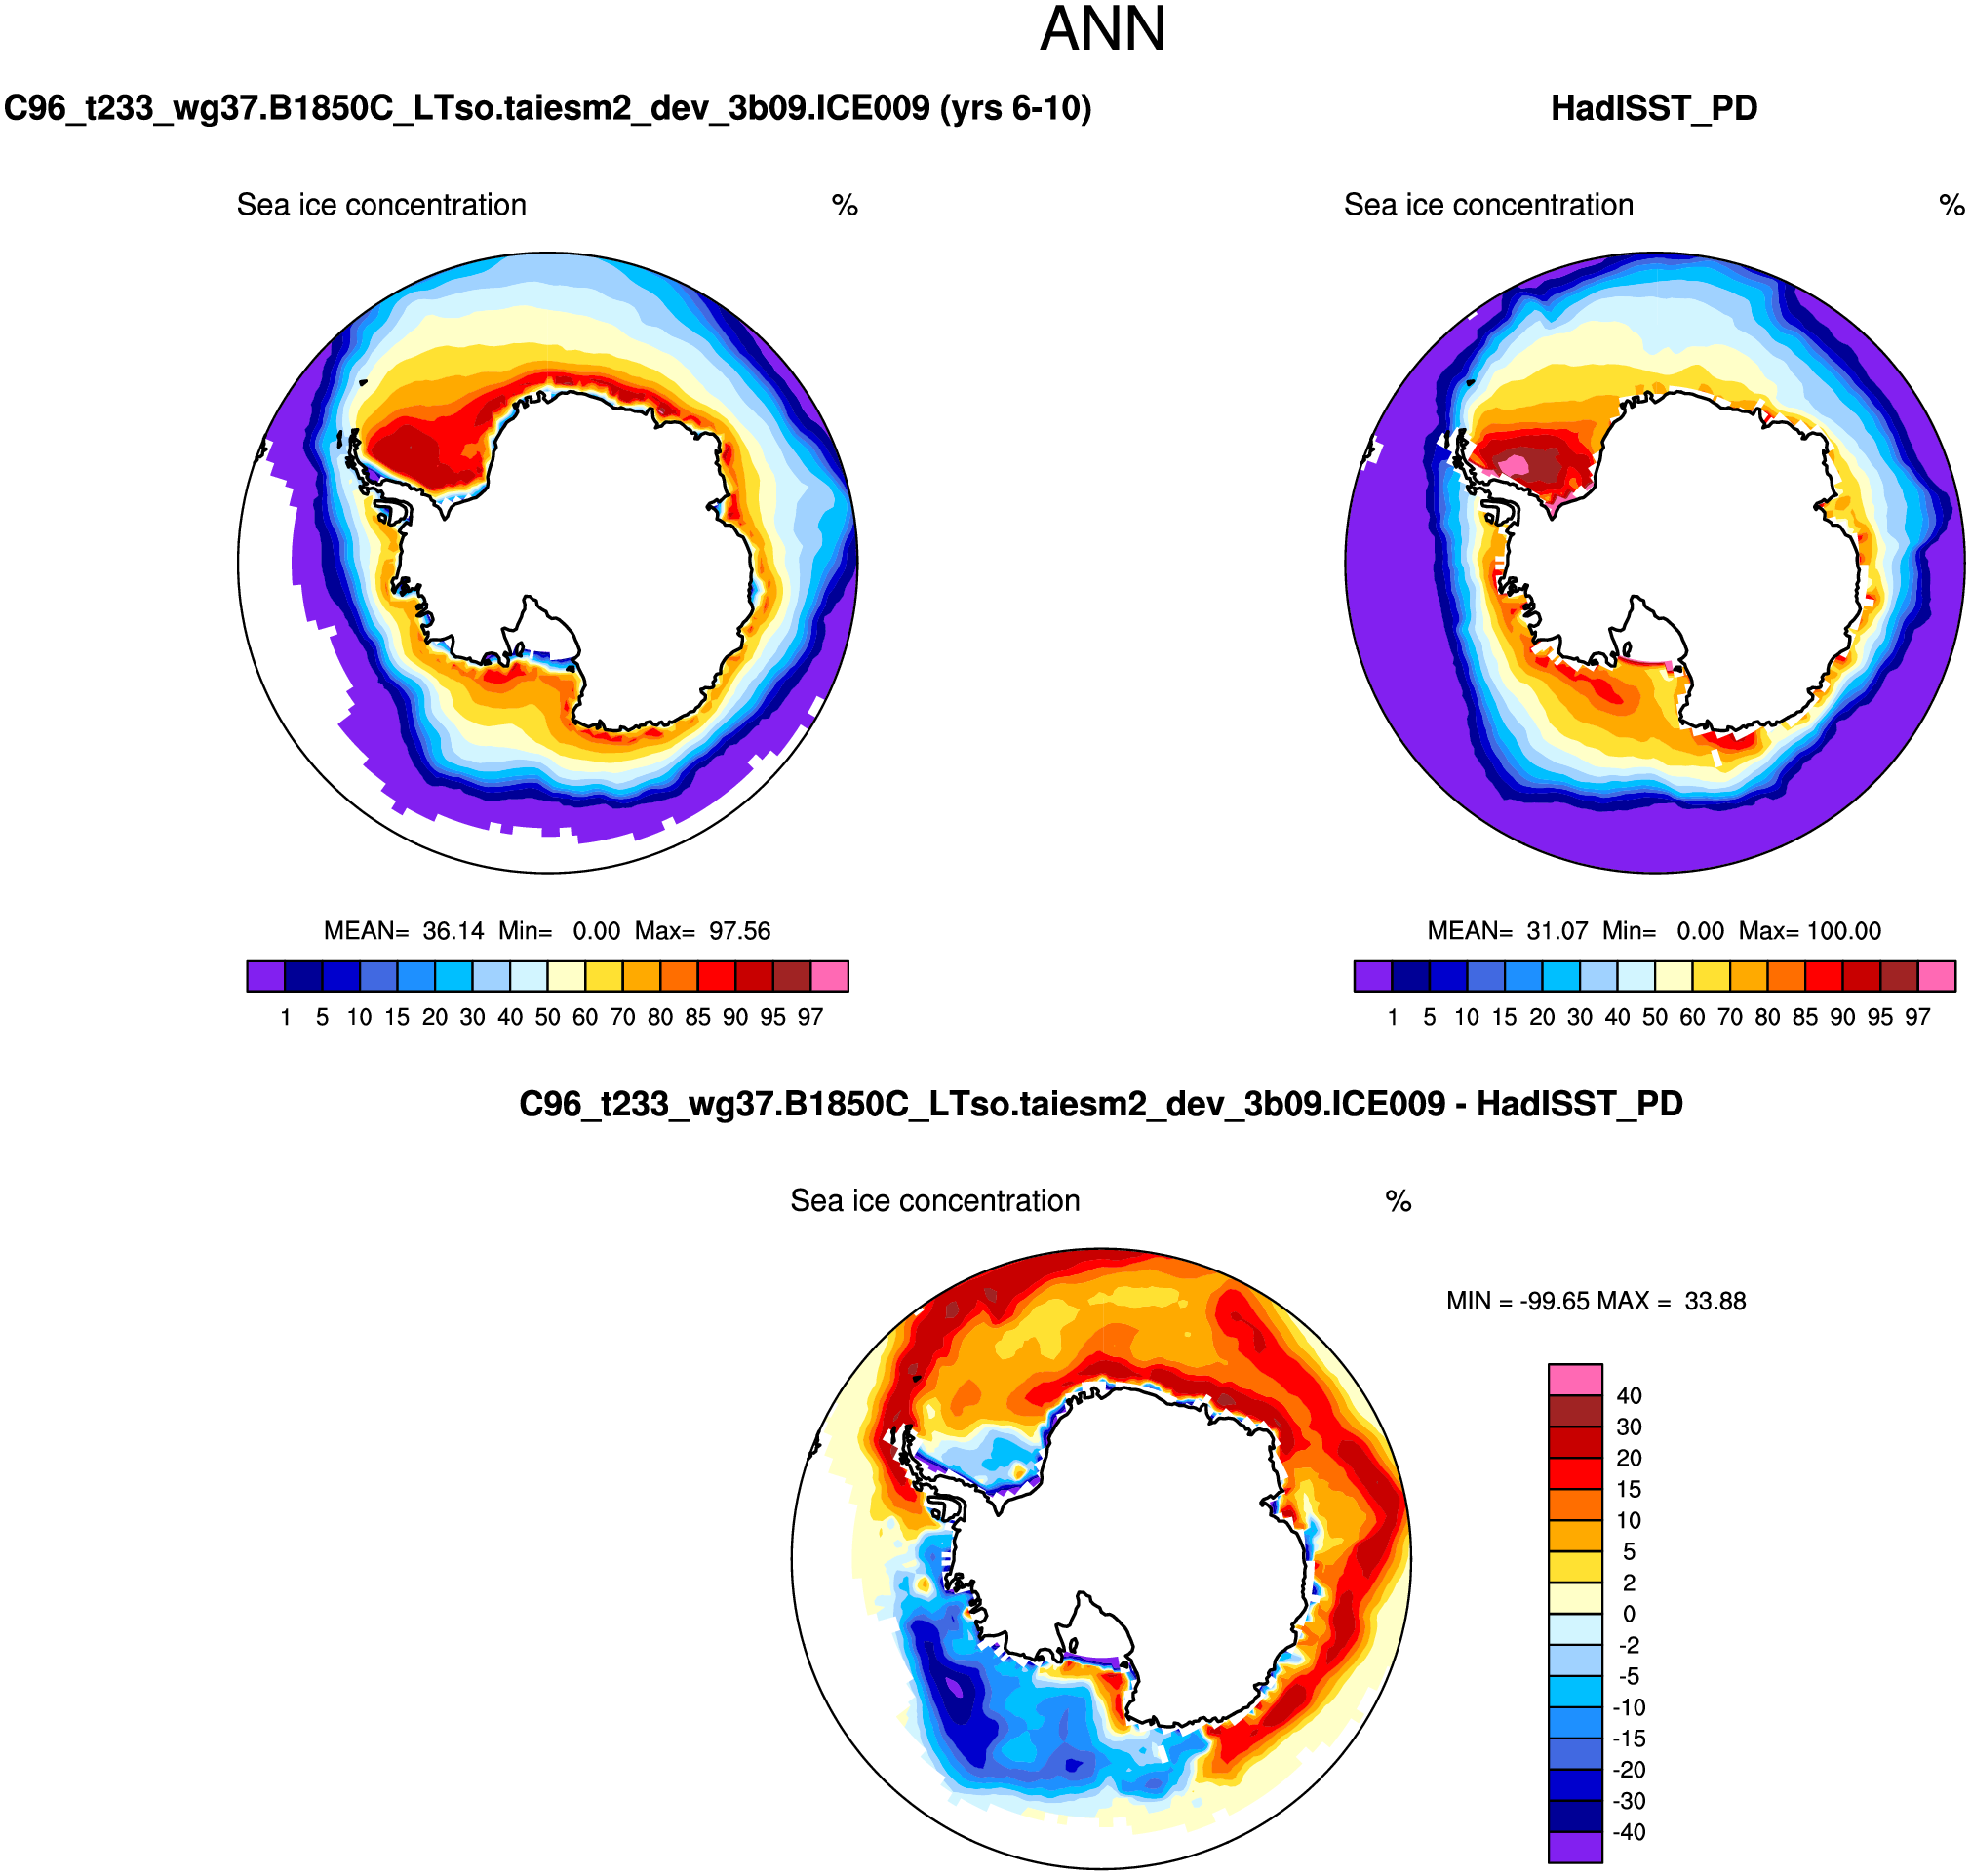 ANN
C96_t233_wg37.B1850C_LTso.taiesm2_dev_3b09.ICE009 (yrs 6-10)
HadISST_PD
Sea ice concentration %
Sea ice concentration %
MEAN= 36.14 Min= 0.00 Max= 97.56
MEAN= 31.07 Min= 0.00 Max= 100.00
1 5 10 15 20 30 40 50 60 70 80 85 90 95 97
1 5 10 15 20 30 40 50 60 70 80 85 90 95 97
C96_t233_wg37.B1850C_LTso.taiesm2_dev_3b09.ICE009 - HadISST_PD
Sea ice concentration %
MIN = -99.65 MAX = 33.88
40
30
20
15
10
5
2
0
-2
-5
-10
-15
-20
-30
-40